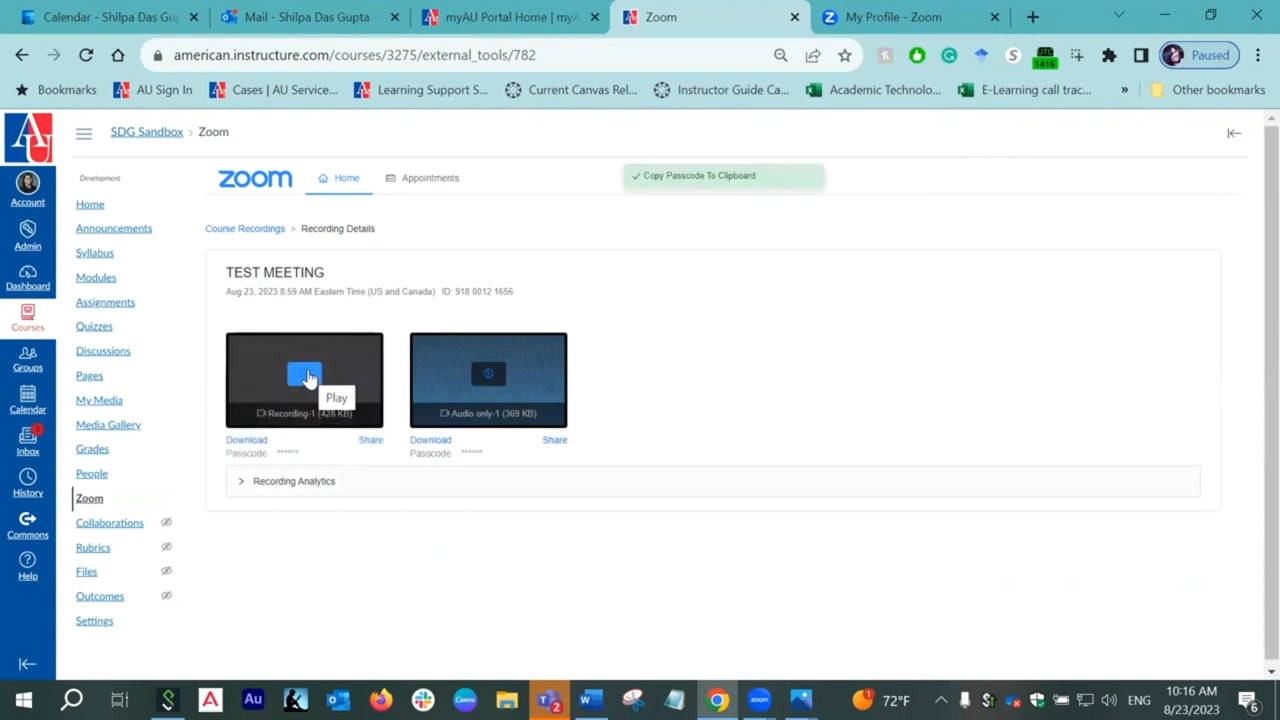 Calendar - Shilpa Das Gup
Mail - Shilpa Das Gupta -
myAU Portal Home | myA
Zoom
My Profile - Zoom
american.instructure.com/courses/3275/external_tools/782
UTC
1416
Paused
Bookmarks
AU Sign In
Cases | AU Service...
Learning Support S...
Current Canvas Rel...
Instructor Guide Ca...
Academic Technolo...
E-Learning call trac...
»
Other bookmarks
AU
SDG Sandbox > Zoom
Account
Admin
Dashboard
Courses
Groups
Calendar
Inbox
History
Commons
Help
Development
Home
Announcements
Syllabus
Modules
Assignments
Quizzes
Discussions
Pages
My Media
Media Gallery
Grades
People
Zoom
Collaborations
Rubrics
Files
Outcomes
Settings
zoom
Home
Appointments
Copy Passcode To Clipboard
Course Recordings > Recording Details
TEST MEETING
Aug 23, 2023 8:59 AM Eastern Time (US and Canada) ID: 918 0012 1656
Play
Recording-1 (428 KB)
Audio only-1 (369 KB)
Download
Share
Passcode ******
Download
Share
Passcode ******
Recording Analytics
72°F
ENG
10:16 AM
8/23/2023